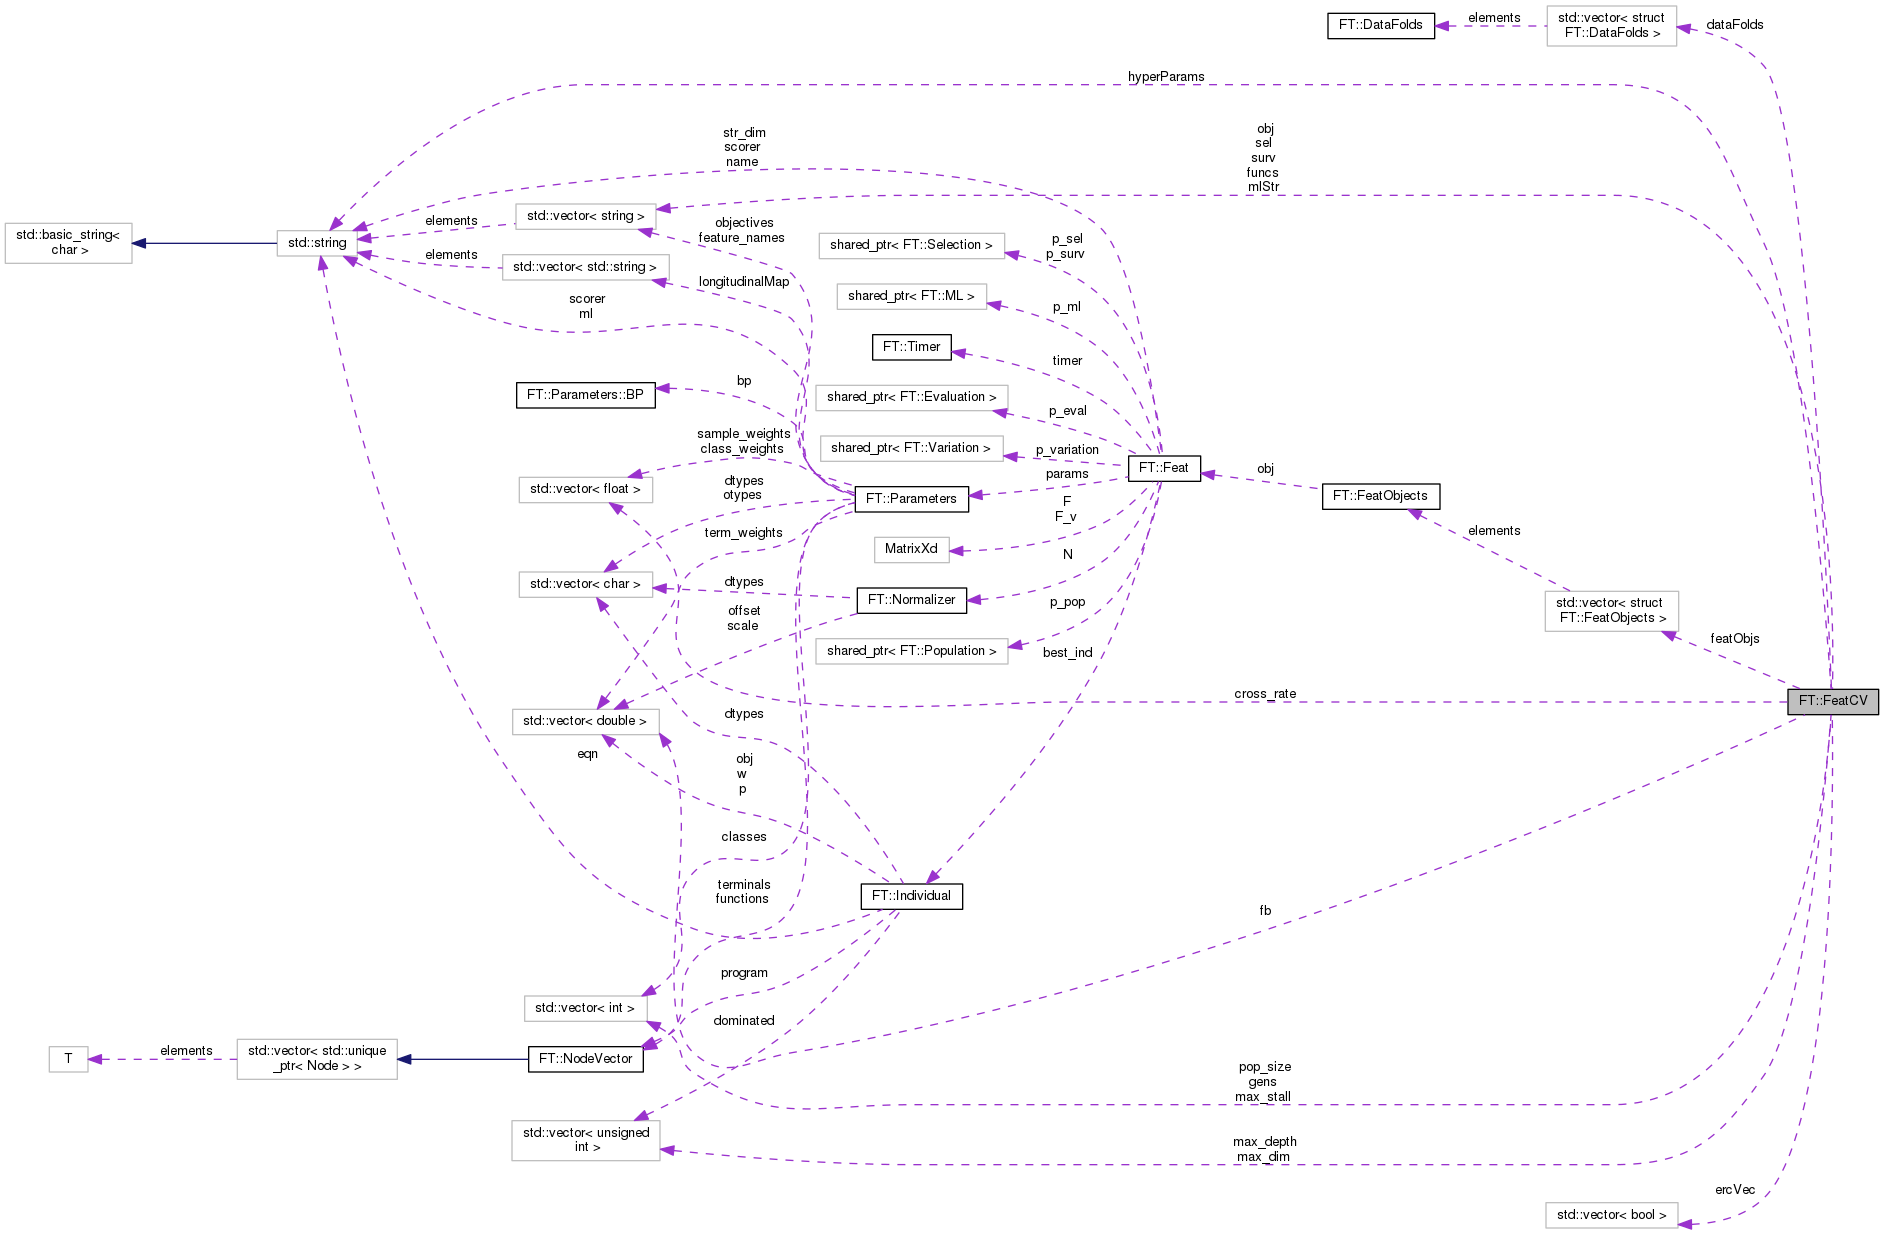 FT::DataFolds
elements
std::vector< struct
FT::DataFolds >
dataFolds
hyperParams
str_dim
scorer
name
obj
sel
surv
funcs
mlStr
std::basic_string<
char >
std::string
elements
std::vector< string >
objectives
feature_names
elements
std::vector< std::string >
longitudinalMap
scorer
ml
shared_ptr< FT::Selection >
p_sel
p_surv
shared_ptr< FT::ML >
p_ml
FT::Timer
timer
FT::Parameters::BP
bp
shared_ptr< FT::Evaluation >
p_eval
sample_weights
class_weights
shared_ptr< FT::Variation >
p_variation
FT::Feat
obj
FT::FeatObjects
std::vector< float >
dtypes
otypes
FT::Parameters
params
F
F_v
elements
term_weights
MatrixXd
N
std::vector< char >
dtypes
FT::Normalizer
offset
scale
p_pop
std::vector< struct
FT::FeatObjects >
featObjs
shared_ptr< FT::Population >
best_ind
cross_rate
FT::FeatCV
std::vector< double >
dtypes
eqn
obj
w
p
classes
terminals
functions
FT::Individual
fb
program
std::vector< int >
dominated
T
elements
std::vector< std::unique
_ptr< Node > >
FT::NodeVector
pop_size
gens
max_stall
std::vector< unsigned
int >
max_depth
max_dim
ercVec
std::vector< bool >